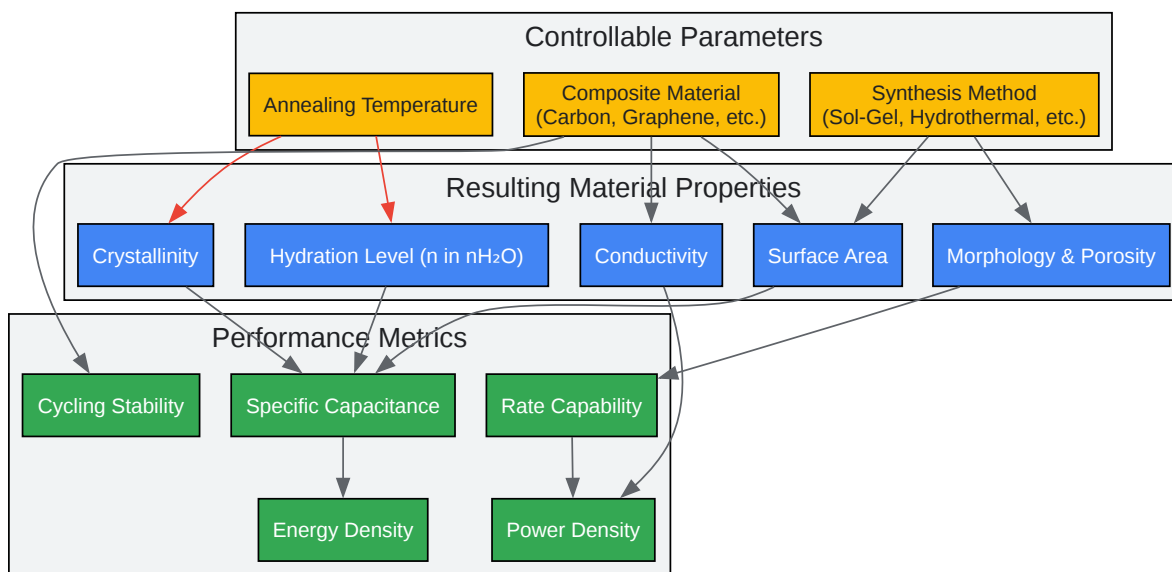 Controllable Parameters
Annealing Temperature
Composite Material
(Carbon, Graphene, etc.)
Synthesis Method
(Sol-Gel, Hydrothermal, etc.)
Resulting Material Properties
Crystallinity
Hydration Level (n in nH₂O)
Conductivity
Surface Area
Morphology & Porosity
Performance Metrics
Cycling Stability
Specific Capacitance
Rate Capability
Energy Density
Power Density